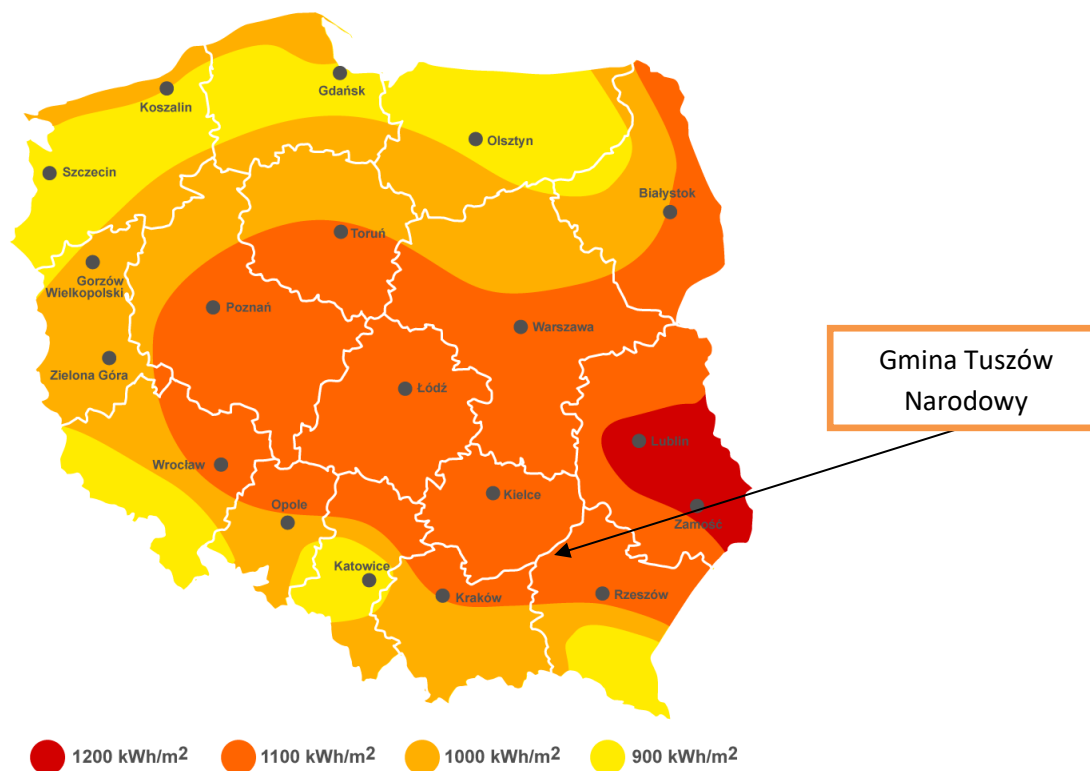 Gdańsk
Koszalin
Olsztyn
Szczecin
Białystok
Toruń
Gorzów
Wielkopolski
Poznań
Warszawa
Gmina Tuszów
Narodowy
Zielona Góra
Łódź
Lublin
Wrocław
Kielce
Opole
Zamość
Katowice
Kraków
Rzeszów
1200 kWh/m²
1100 kWh/m²
1000 kWh/m²
900 kWh/m²